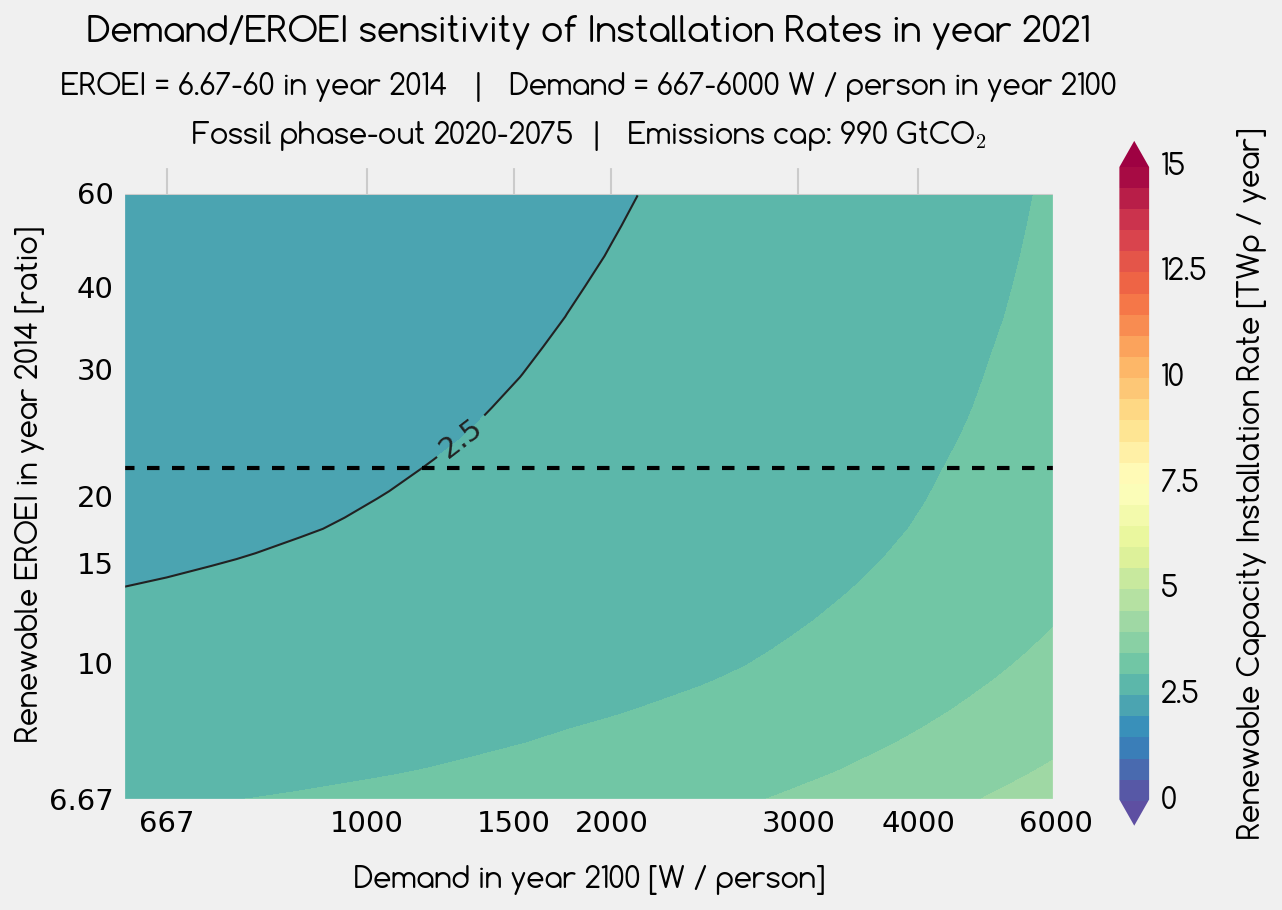 Demand/EROEI sensitivity of Installation Rates in year 2021
EROEI = 6.67-60 in year 2014 | Demand = 667-6000 W / person in year 2100
Fossil phase-out 2020-2075 | Emissions cap: 990 GtCO₂
Renewable EROEI in year 2014 [ratio]
60
40
30
20
15
10
6.67
2.5
667 1000 1500 2000 3000 4000 6000
Demand in year 2100 [W / person]
15
12.5
10
7.5
5
2.5
0
Renewable Capacity Installation Rate [TWp / year]